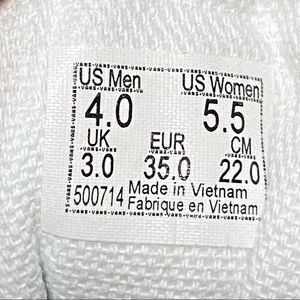 US Men US Women
4.0 5.5
UK EUR CM
3.0 35.0 22.0
500714 Made in Vietnam
Fabrique en Vietnam